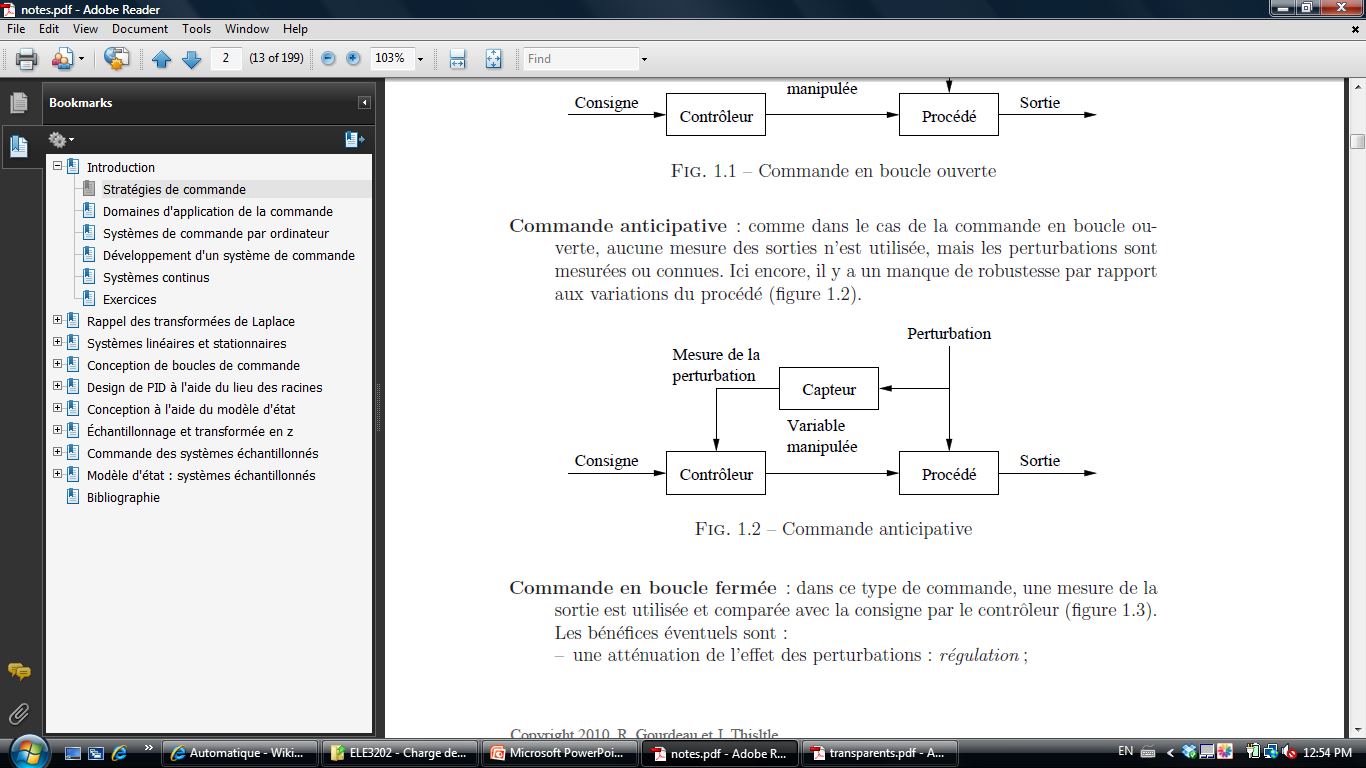 notes.pdf - Adobe Reader
File Edit View Document Tools Window Help
2 (13 of 199) 103% Find
Bookmarks
Introduction
Stratégies de commande
Domaines d'application de la commande
Systèmes de commande par ordinateur
Développement d'un système de commande
Systèmes continus
Exercices
Rappel des transformées de Laplace
Systèmes linéaires et stationnaires
Conception de boucles de commande
Design de PID à l'aide du lieu des racines
Conception à l'aide du modèle d'état
Échantillonnage et transformée en z
Commande des systèmes échantillonnés
Modèle d'état : systèmes échantillonnés
Bibliographie
manipulée
Consigne
Contrôleur
Procédé
Sortie
Fig. 1.1 – Commande en boucle ouverte
Commande anticipative : comme dans le cas de la commande en boucle ou-
verte, aucune mesure des sorties n'est utilisée, mais les perturbations sont
mesurées ou connues. Ici encore, il y a un manque de robustesse par rapport
aux variations du procédé (figure 1.2).
Perturbation
Mesure de la
perturbation
Capteur
Variable
manipulée
Consigne
Contrôleur
Procédé
Sortie
Fig. 1.2 – Commande anticipative
Commande en boucle fermée : dans ce type de commande, une mesure de la
sortie est utilisée et comparée avec la consigne par le contrôleur (figure 1.3).
Les bénéfices éventuels sont :
– une atténuation de l'effet des perturbations : régulation ;
Copyright 2010, R. Gourdeau et J. Thistle
Automatique - Wiki...
ELE3202 - Charge de...
Microsoft PowerPoi...
notes.pdf - Adobe R...
transparents.pdf - A...
EN
12:54 PM